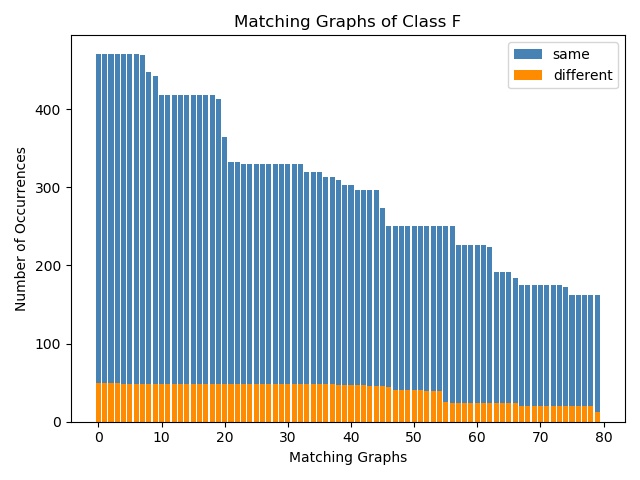 Matching Graphs of Class F
same
different
Number of Occurrences
400
300
200
100
0
0 10 20 30 40 50 60 70 80
Matching Graphs